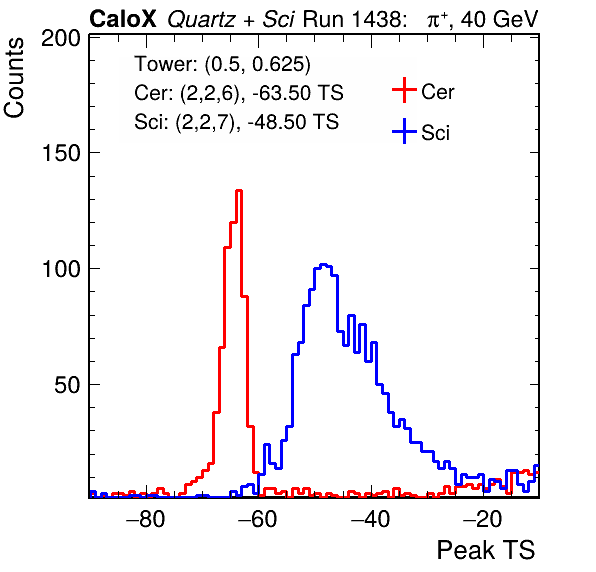 CaloX Quartz + Sci Run 1438: π⁺, 40 GeV
Counts
200
150
100
50
Tower: (0.5, 0.625)
Cer: (2,2,6), -63.50 TS
Sci: (2,2,7), -48.50 TS
Cer
Sci
−80 −60 −40 −20
Peak TS